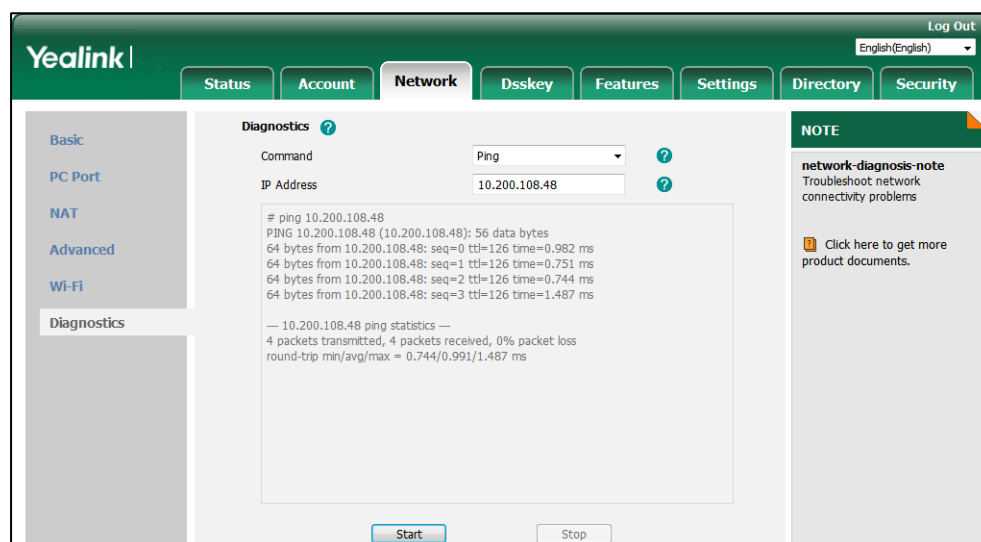 Log Out
Yealink
English(English)
Status Account Network Dsskey Features Settings Directory Security
Basic
PC Port
NAT
Advanced
Wi-Fi
Diagnostics
Diagnostics
Command Ping
IP Address 10.200.108.48
# ping 10.200.108.48
PING 10.200.108.48 (10.200.108.48): 56 data bytes
64 bytes from 10.200.108.48: seq=0 ttl=126 time=0.982 ms
64 bytes from 10.200.108.48: seq=1 ttl=126 time=0.751 ms
64 bytes from 10.200.108.48: seq=2 ttl=126 time=0.744 ms
64 bytes from 10.200.108.48: seq=3 ttl=126 time=1.487 ms
--- 10.200.108.48 ping statistics ---
4 packets transmitted, 4 packets received, 0% packet loss
round-trip min/avg/max = 0.744/0.991/1.487 ms
Start Stop
NOTE
network-diagnosis-note
Troubleshoot network
connectivity problems
Click here to get more
product documents.